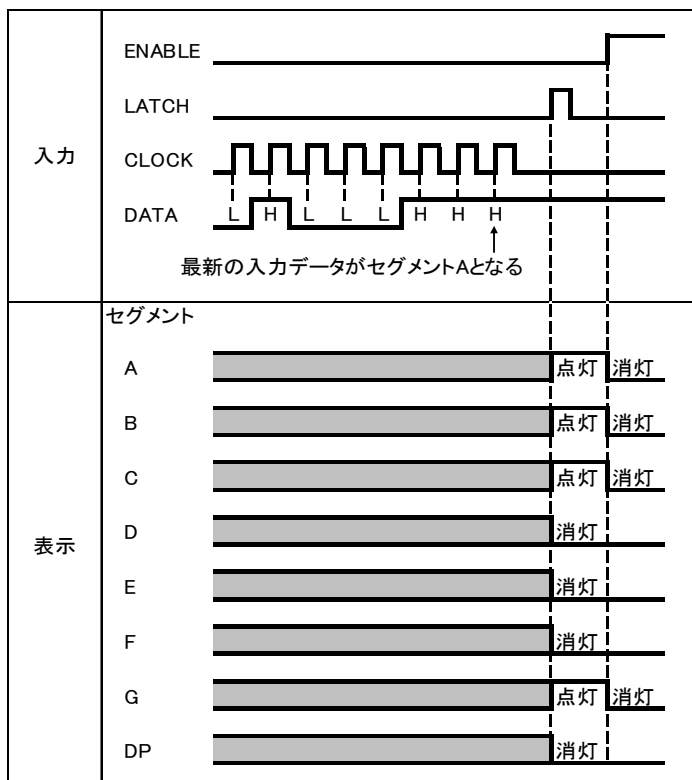 入力
ENABLE
LATCH
CLOCK
DATA
L H L L L H H H
最新の入力データがセグメントAとなる
表示
セグメント
A 点灯 消灯
B 点灯 消灯
C 点灯 消灯
D 消灯
E 消灯
F 消灯
G 点灯 消灯
DP 消灯